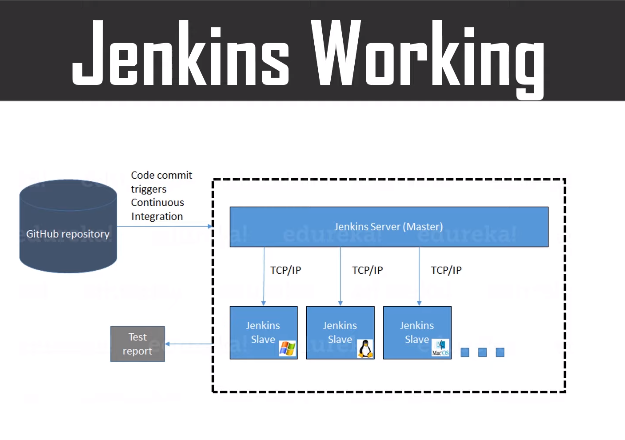 Jenkins Working
Code commit
triggers
Continuous
Integration
GitHub repository
Jenkins Server (Master)
edureka!
TCP/IP
TCP/IP
TCP/IP
Jenkins
Slave
Jenkins
Slave
Jenkins
Slave
MacOS
Test
report